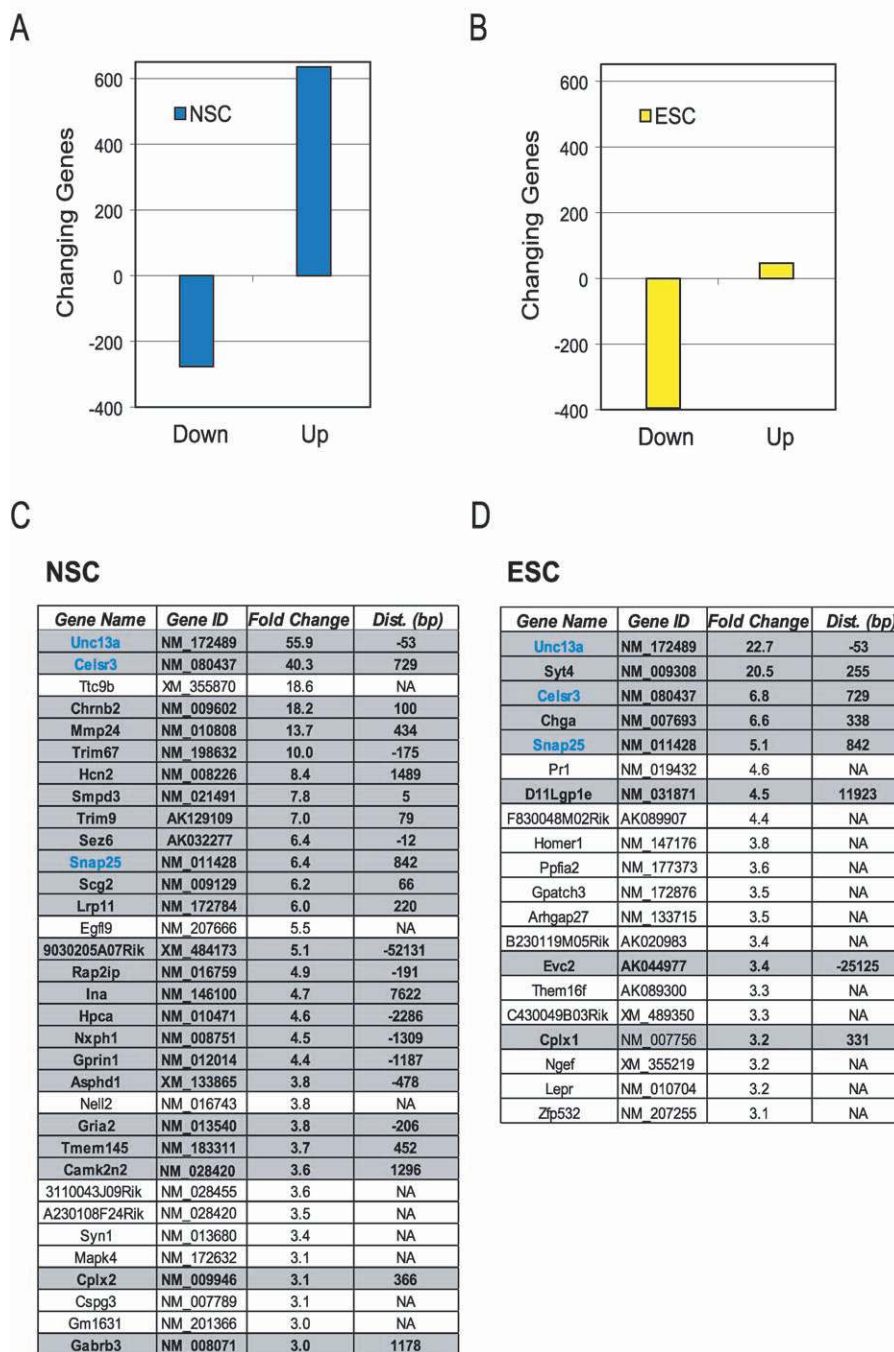 A
B
600
400
200
0
-200
-400
Changing Genes
NSC
Down Up
600
400
200
0
-200
-400
Changing Genes
ESC
Down Up
C
D
NSC
Gene Name Gene ID Fold Change Dist. (bp)
Unc13a NM_172489 55.9 -53
Celsr3 NM_080437 40.3 729
Ttc9b XM_355870 18.6 NA
Chrnb2 NM_009602 18.2 100
Mmp24 NM_010808 13.7 434
Trim67 NM_198632 10.0 -175
Hcn2 NM_008226 8.4 1489
Smpd3 NM_021491 7.8 5
Trim9 AK129109 7.0 79
Sez6 AK032277 6.4 -12
Snap25 NM_011428 6.4 842
Scg2 NM_009129 6.2 66
Lrp11 NM_172784 6.0 220
Egfl9 NM_207666 5.5 NA
9030205A07Rik XM_484173 5.1 -52131
Rap2ip NM_016759 4.9 -191
Ina NM_146100 4.7 7622
Hpca NM_010471 4.6 -2286
Nxph1 NM_008751 4.5 -1309
Gprin1 NM_012014 4.4 -1187
Asphd1 XM_133865 3.8 -478
Nell2 NM_016743 3.8 NA
Gria2 NM_013540 3.8 -206
Tmem145 NM_183311 3.7 452
Camk2n2 NM_028420 3.6 1296
3110043J09Rik NM_028455 3.6 NA
A230108F24Rik NM_028420 3.5 NA
Syn1 NM_013680 3.4 NA
Mapk4 NM_172632 3.1 NA
Cplx2 NM_009946 3.1 366
Cspg3 NM_007789 3.1 NA
Gm1631 NM_201366 3.0 NA
Gabrb3 NM_008071 3.0 1178
ESC
Gene Name Gene ID Fold Change Dist. (bp)
Unc13a NM_172489 22.7 -53
Syt4 NM_009308 20.5 255
Celsr3 NM_080437 6.8 729
Chga NM_007693 6.6 338
Snap25 NM_011428 5.1 842
Pr1 NM_019432 4.6 NA
D11Lgp1e NM_031871 4.5 11923
F830048M02Rik AK089907 4.4 NA
Homer1 NM_147176 3.8 NA
Ppfia2 NM_177373 3.6 NA
Gpatch3 NM_172876 3.5 NA
Arhgap27 NM_133715 3.5 NA
B230119M05Rik AK020983 3.4 NA
Evc2 AK044977 3.4 -25125
Them16f AK089300 3.3 NA
C430049B03Rik XM_489350 3.3 NA
Cplx1 NM_007756 3.2 331
Ngef XM_355219 3.2 NA
Lepr NM_010704 3.2 NA
Zfp532 NM_207255 3.1 NA